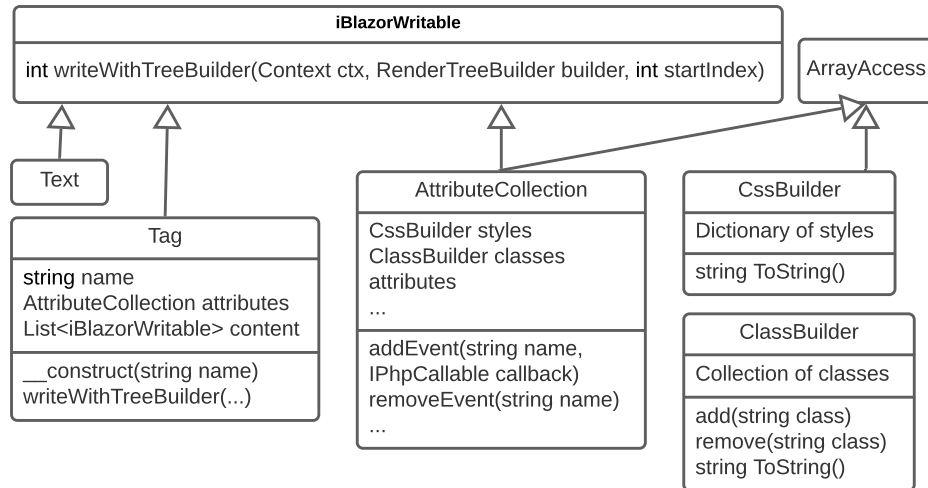 iBlazorWritable
int writeWithTreeBuilder(Context ctx, RenderTreeBuilder builder, int startIndex)
ArrayAccess
Text
Tag
string name
AttributeCollection attributes
List<iBlazorWritable> content
__construct(string name)
writeWithTreeBuilder(...)
AttributeCollection
CssBuilder styles
ClassBuilder classes
attributes
...
addEvent(string name,
IPhpCallable callback)
removeEvent(string name)
...
CssBuilder
Dictionary of styles
string ToString()
ClassBuilder
Collection of classes
add(string class)
remove(string class)
string ToString()